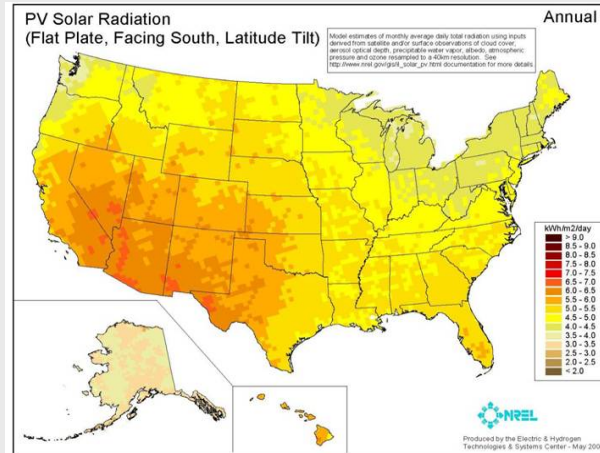 PV Solar Radiation
(Flat Plate, Facing South, Latitude Tilt)
Annual
Model estimates of monthly average daily total radiation using inputs
derived from satellite and/or surface observations of cloud cover,
aerosol optical depth, precipitable water vapor, albedo, atmospheric
pressure and ozone resampled to a 40km resolution. See
http://www.nrel.gov/gis/il_solar_pv.html documentation for more details.
kWh/m2/day
> 9.0
8.5 - 9.0
8.0 - 8.5
7.5 - 8.0
7.0 - 7.5
6.5 - 7.0
6.0 - 6.5
5.5 - 6.0
5.0 - 5.5
4.5 - 5.0
4.0 - 4.5
3.5 - 4.0
3.0 - 3.5
2.5 - 3.0
2.0 - 2.5
< 2.0
NREL
Produced by the Electric & Hydrogen
Technologies & Systems Center - May 200